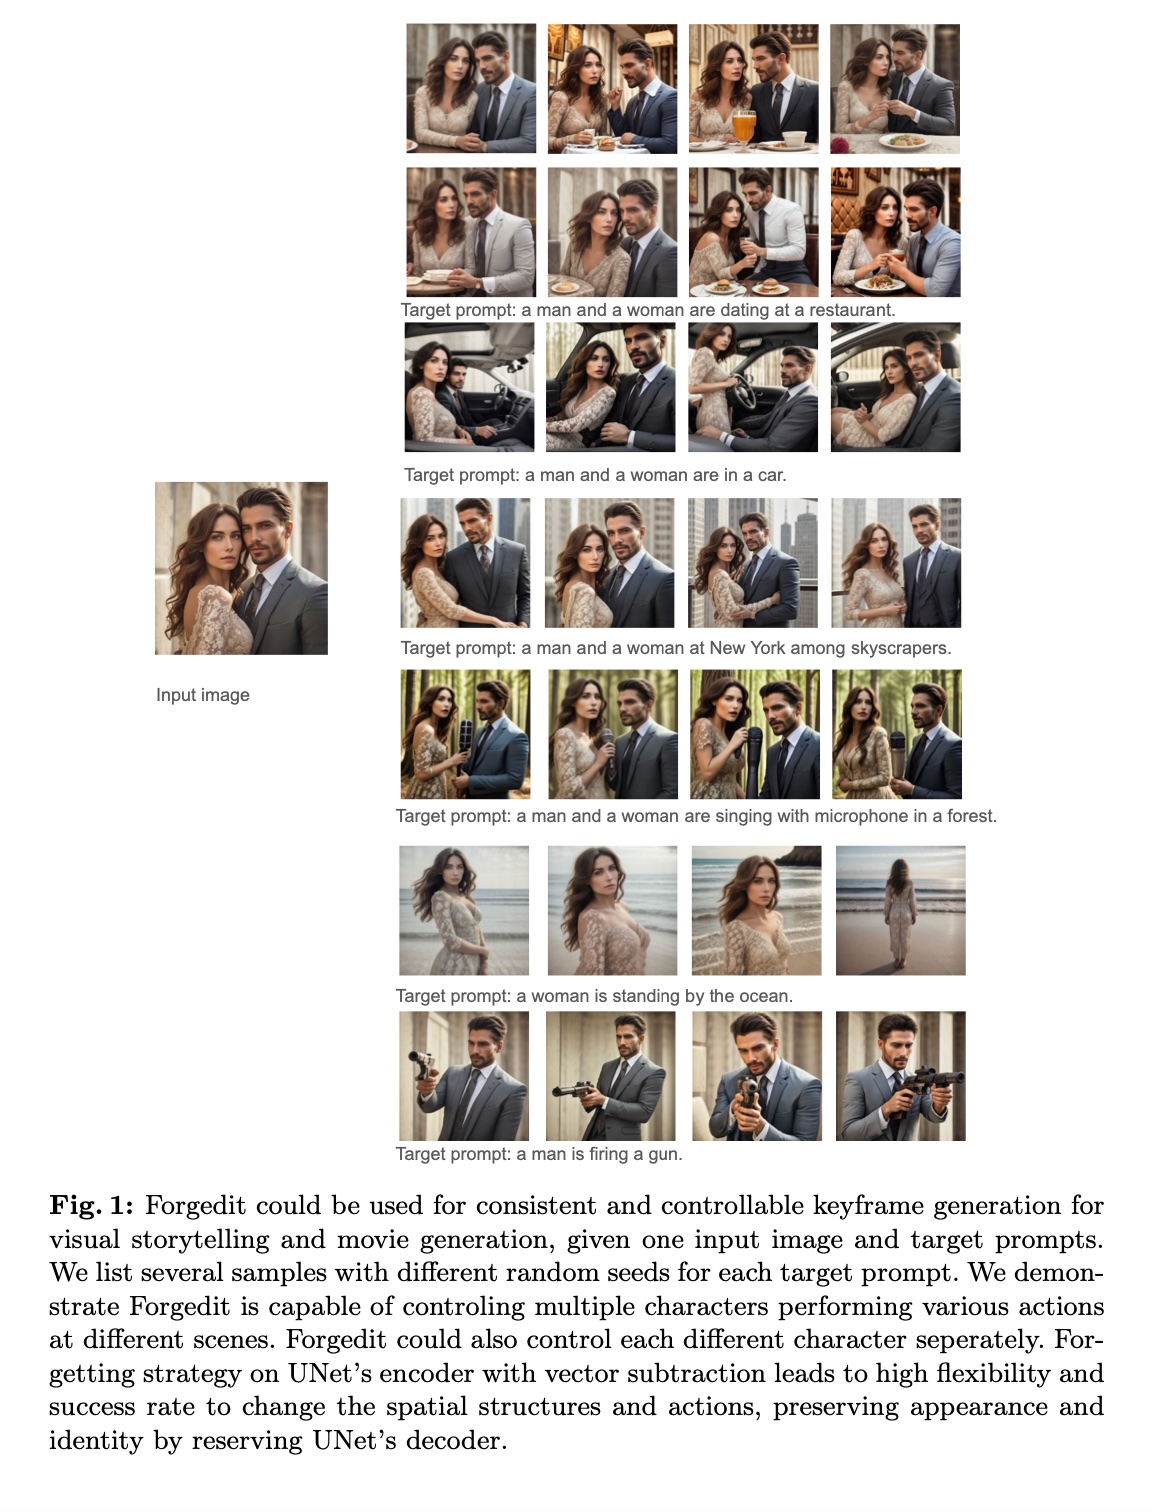 Target prompt: a man and a woman are dating at a restaurant.
Target prompt: a man and a woman are in a car.
Target prompt: a man and a woman at New York among skyscrapers.
Input image
Target prompt: a man and a woman are singing with microphone in a forest.
Target prompt: a woman is standing by the ocean.
Target prompt: a man is firing a gun.
Fig. 1: Forgedit could be used for consistent and controllable keyframe generation for
visual storytelling and movie generation, given one input image and target prompts.
We list several samples with different random seeds for each target prompt. We demon-
strate Forgedit is capable of controling multiple characters performing various actions
at different scenes. Forgedit could also control each different character seperately. For-
getting strategy on UNet's encoder with vector subtraction leads to high flexibility and
success rate to change the spatial structures and actions, preserving appearance and
identity by reserving UNet's decoder.